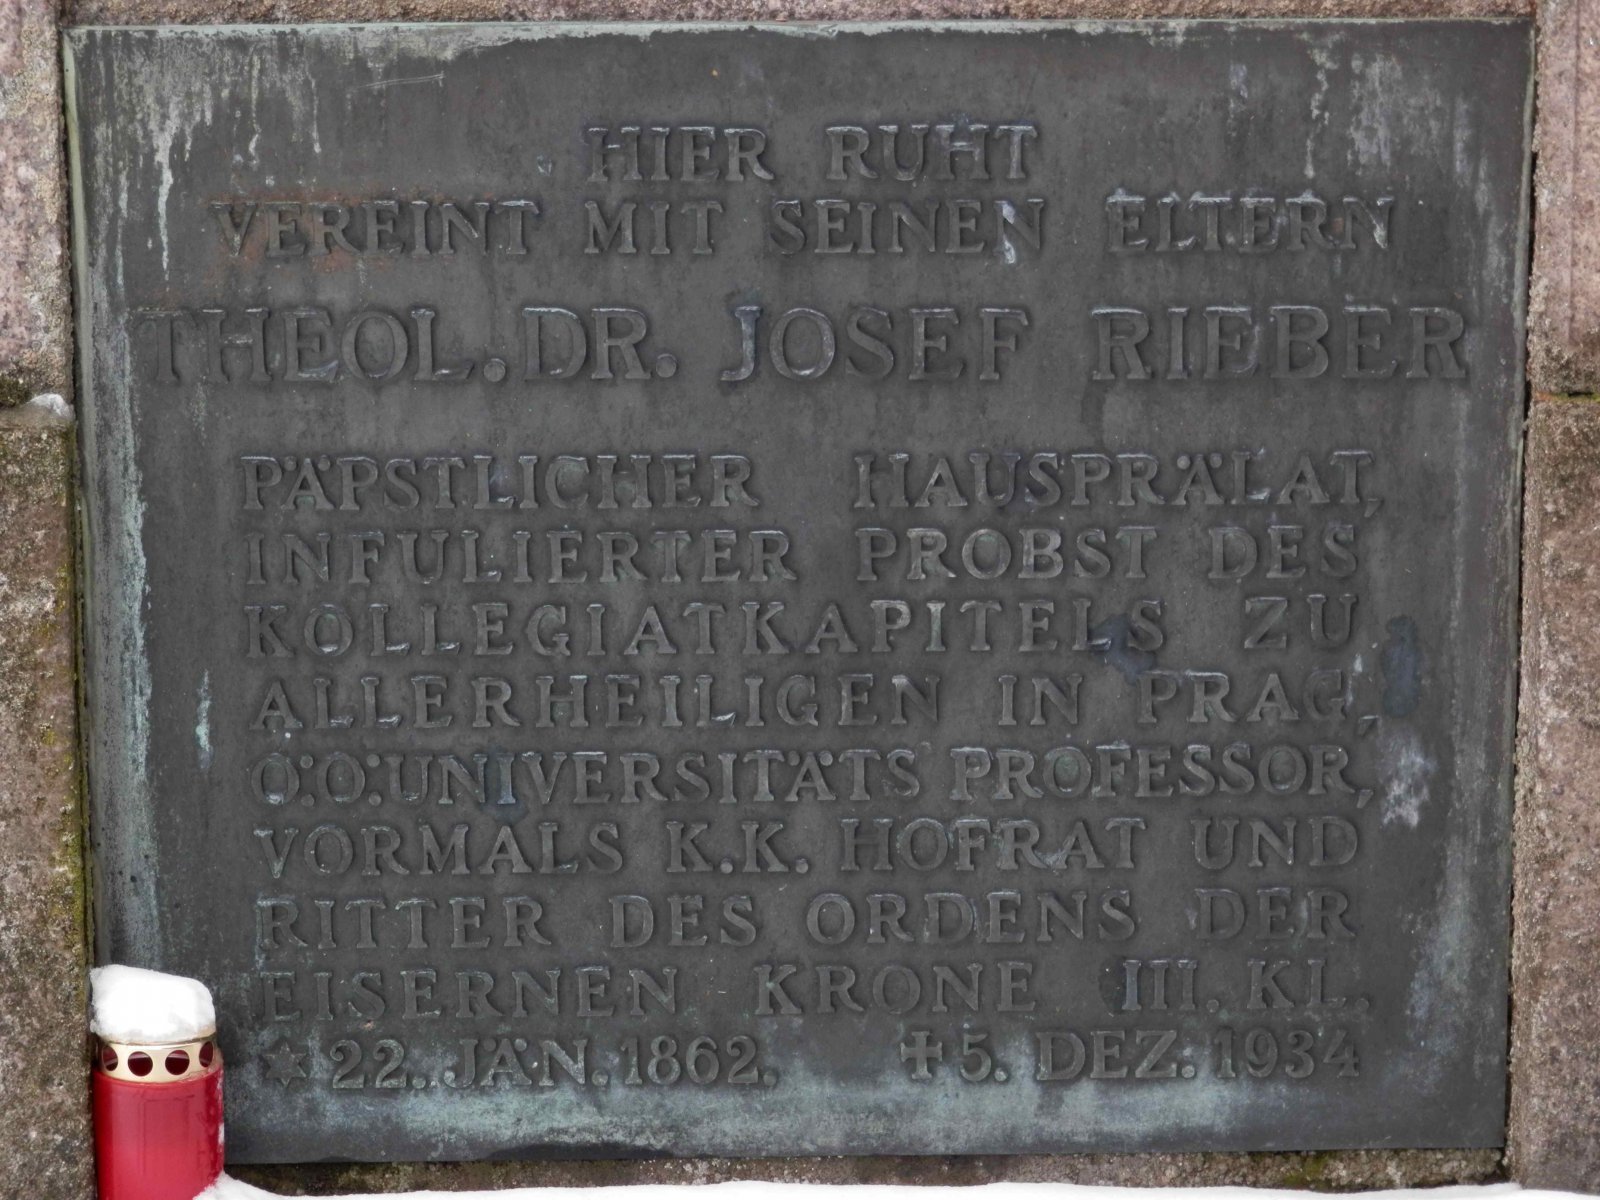 HIER RUHT
VEREINT MIT SEINEN ELTERN
THEOL. DR. JOSEF RIEBER
PÄPSTLICHER HAUSPRÄLAT,
INFULIERTER PROBST DES
KOLLEGIATKAPITELS ZU
ALLERHEILIGEN IN PRAG,
O:O:UNIVERSITÄTS PROFESSOR,
VORMALS K.K. HOFRAT UND
RITTER DES ORDENS DER
EISERNEN KRONE III. KL.
✶ 22. JÄN. 1862. ✝ 5. DEZ. 1934